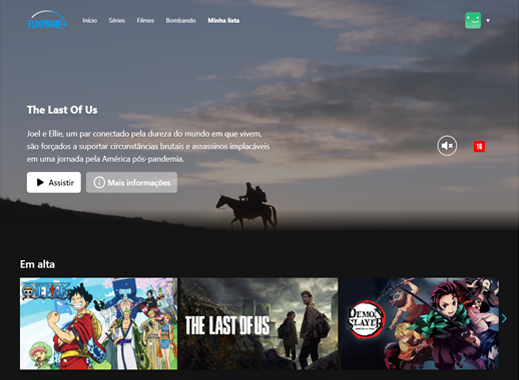 Início Séries Filmes Bombando Minha lista
The Last Of Us
Joel e Ellie, um par conectado pela dureza do mundo em que vivem,
são forçados a suportar circunstâncias brutais e assassinos implacáveis
em uma jornada pela América pós-pandemia.
16
Assistir Mais informações
Em alta
ONE PIECE
THE LAST OF US
DEMON
SLAYER